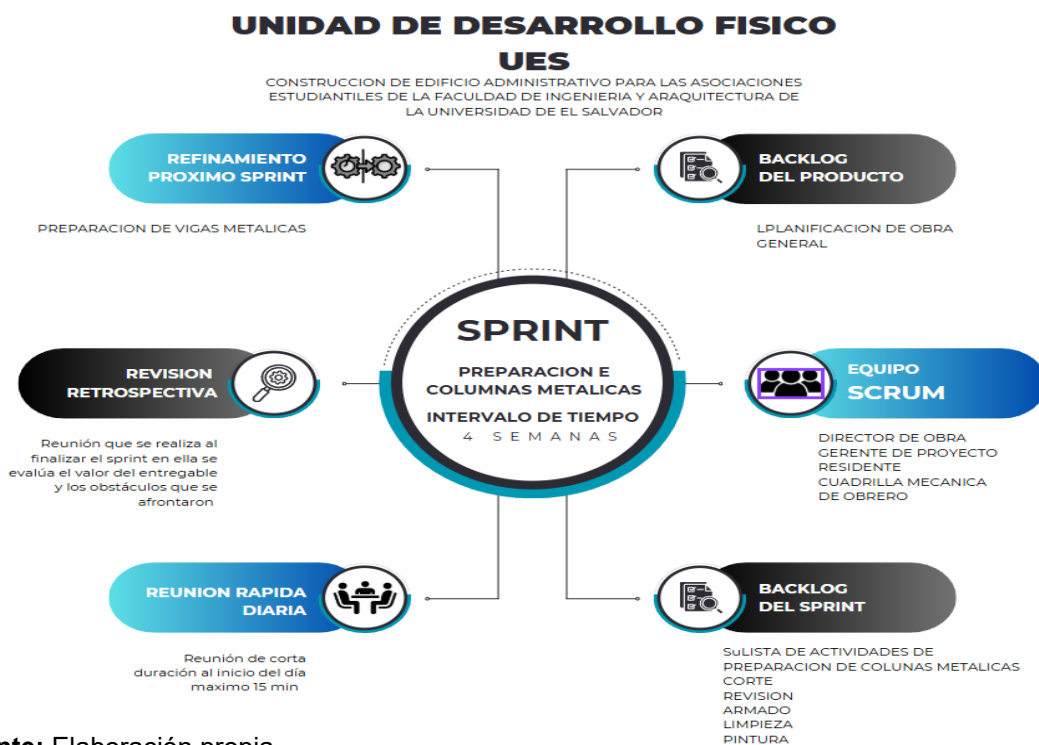 UNIDAD DE DESARROLLO FISICO
UES
CONSTRUCCION DE EDIFICIO ADMINISTRATIVO PARA LAS ASOCIACIONES
ESTUDIANTILES DE LA FACULDAD DE INGENIERIA Y ARAQUITECTURA DE
LA UNIVERSIDAD DE EL SALVADOR
REFINAMIENTO
PROXIMO SPRINT
PREPARACION DE VIGAS METALICAS
BACKLOG
DEL PRODUCTO
LPLANIFICACION DE OBRA
GENERAL
SPRINT
PREPARACION E
COLUMNAS METALICAS
INTERVALO DE TIEMPO
4 SEMANAS
REVISION
RETROSPECTIVA
Reunión que se realiza al
finalizar el sprint en ella se
evalúa el valor del entregable
y los obstáculos que se
afrontaron
EQUIPO
SCRUM
DIRECTOR DE OBRA
GERENTE DE PROYECTO
RESIDENTE
CUADRILLA MECANICA
DE OBRERO
REUNION RAPIDA
DIARIA
Reunión de corta
duración al inicio del día
maximo 15 min
BACKLOG
DEL SPRINT
SuLISTA DE ACTIVIDADES DE
PREPARACION DE COLUNAS METALICAS
CORTE
REVISION
ARMADO
LIMPIEZA
PINTURA
Elaboración propia